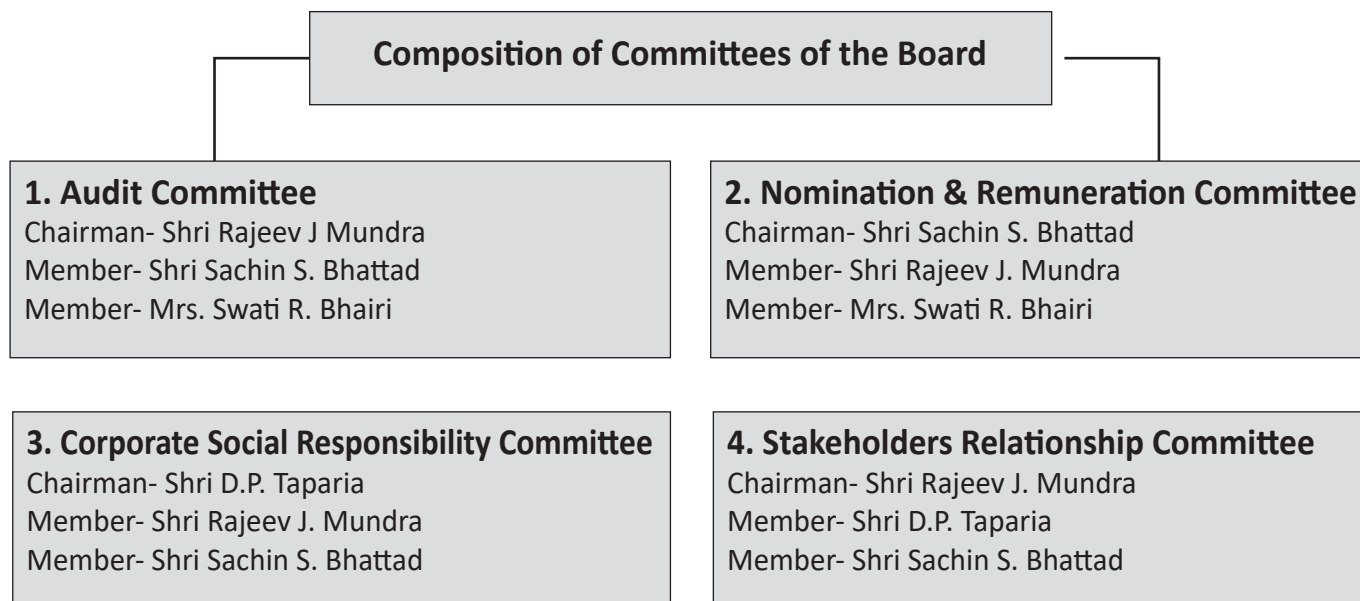 Composition of Committees of the Board
1. Audit Committee
Chairman- Shri Rajeev J Mundra
Member- Shri Sachin S. Bhattad
Member- Mrs. Swati R. Bhairi
2. Nomination & Remuneration Committee
Chairman- Shri Sachin S. Bhattad
Member- Shri Rajeev J. Mundra
Member- Mrs. Swati R. Bhairi
3. Corporate Social Responsibility Committee
Chairman- Shri D.P. Taparia
Member- Shri Rajeev J. Mundra
Member- Shri Sachin S. Bhattad
4. Stakeholders Relationship Committee
Chairman- Shri Rajeev J. Mundra
Member- Shri D.P. Taparia
Member- Shri Sachin S. Bhattad